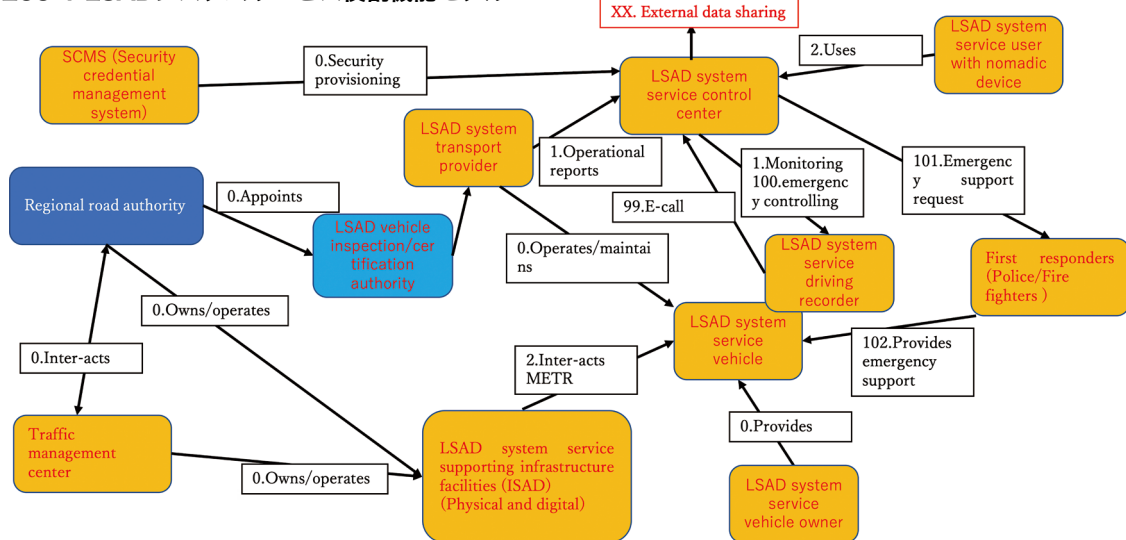 XX. External data sharing
SCMS (Security
credential
management
system)
0.Security
provisioning
LSAD system
service control
center
2.Uses
LSAD system
service user
with nomadic
device
LSAD system
transport
provider
1.Operational
reports
1.Monitoring
100.emergenc
y controlling
101.Emergenc
y support
request
Regional road authority
0.Appoints
LSAD vehicle
inspection/cer
tification
authority
99.E-call
0.Operates/maintai
ns
LSAD system
service
driving
recorder
First responders
(Police/Fire
fighters )
0.Owns/operates
0.Inter-acts
2.Inter-acts
METR
LSAD system
service
vehicle
102.Provides
emergency
support
Traffic
management
center
0.Owns/operates
LSAD system service
supporting infrastructure
facilities (ISAD)
(Physical and digital)
0.Provides
LSAD system
service
vehicle owner